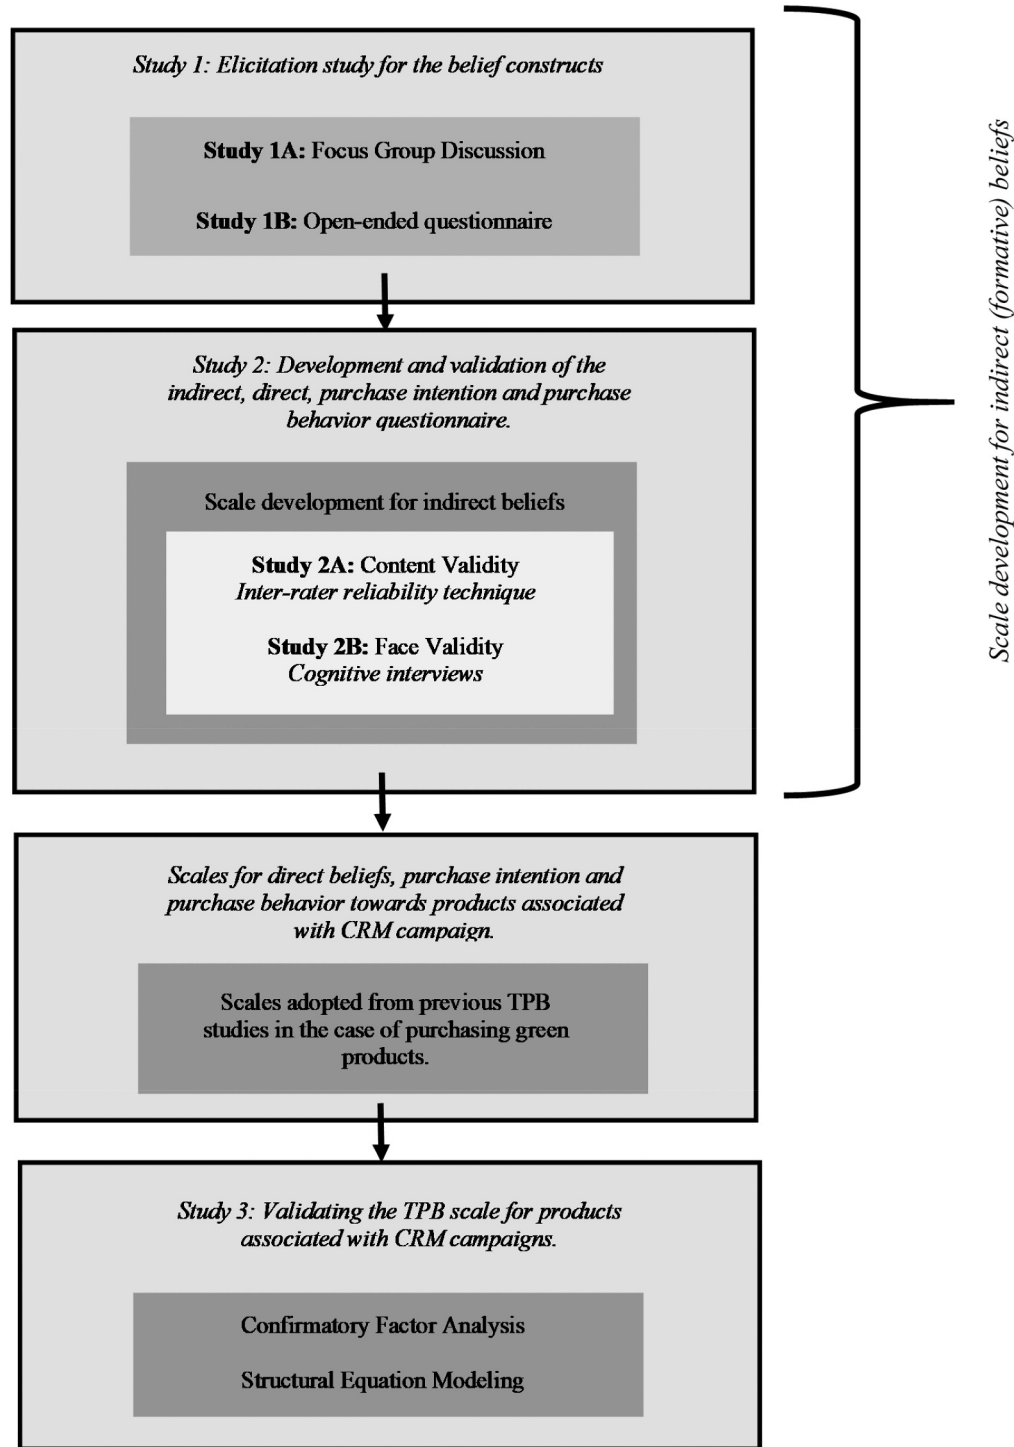 Study 1: Elicitation study for the belief constructs
Study 1A: Focus Group Discussion
Study 1B: Open-ended questionnaire
Study 2: Development and validation of the
indirect, direct, purchase intention and purchase
behavior questionnaire.
Scale development for indirect beliefs
Study 2A: Content Validity
Inter-rater reliability technique
Study 2B: Face Validity
Cognitive interviews
Scales for direct beliefs, purchase intention and
purchase behavior towards products associated
with CRM campaign.
Scales adopted from previous TPB
studies in the case of purchasing green
products.
Study 3: Validating the TPB scale for products
associated with CRM campaigns.
Confirmatory Factor Analysis
Structural Equation Modeling
Scale development for indirect (formative) beliefs